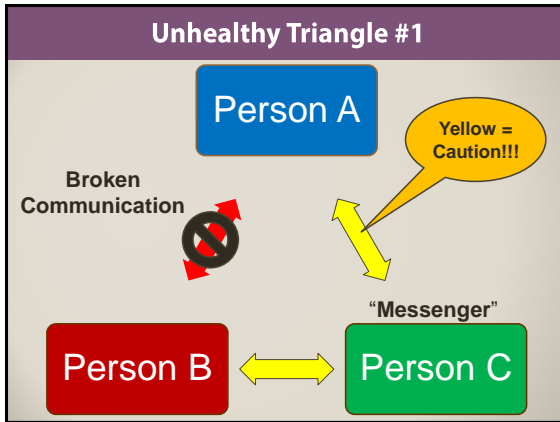 Unhealthy Triangle #1
Person A
Yellow =
Caution!!!
Broken
Communication
“Messenger”
Person B
Person C